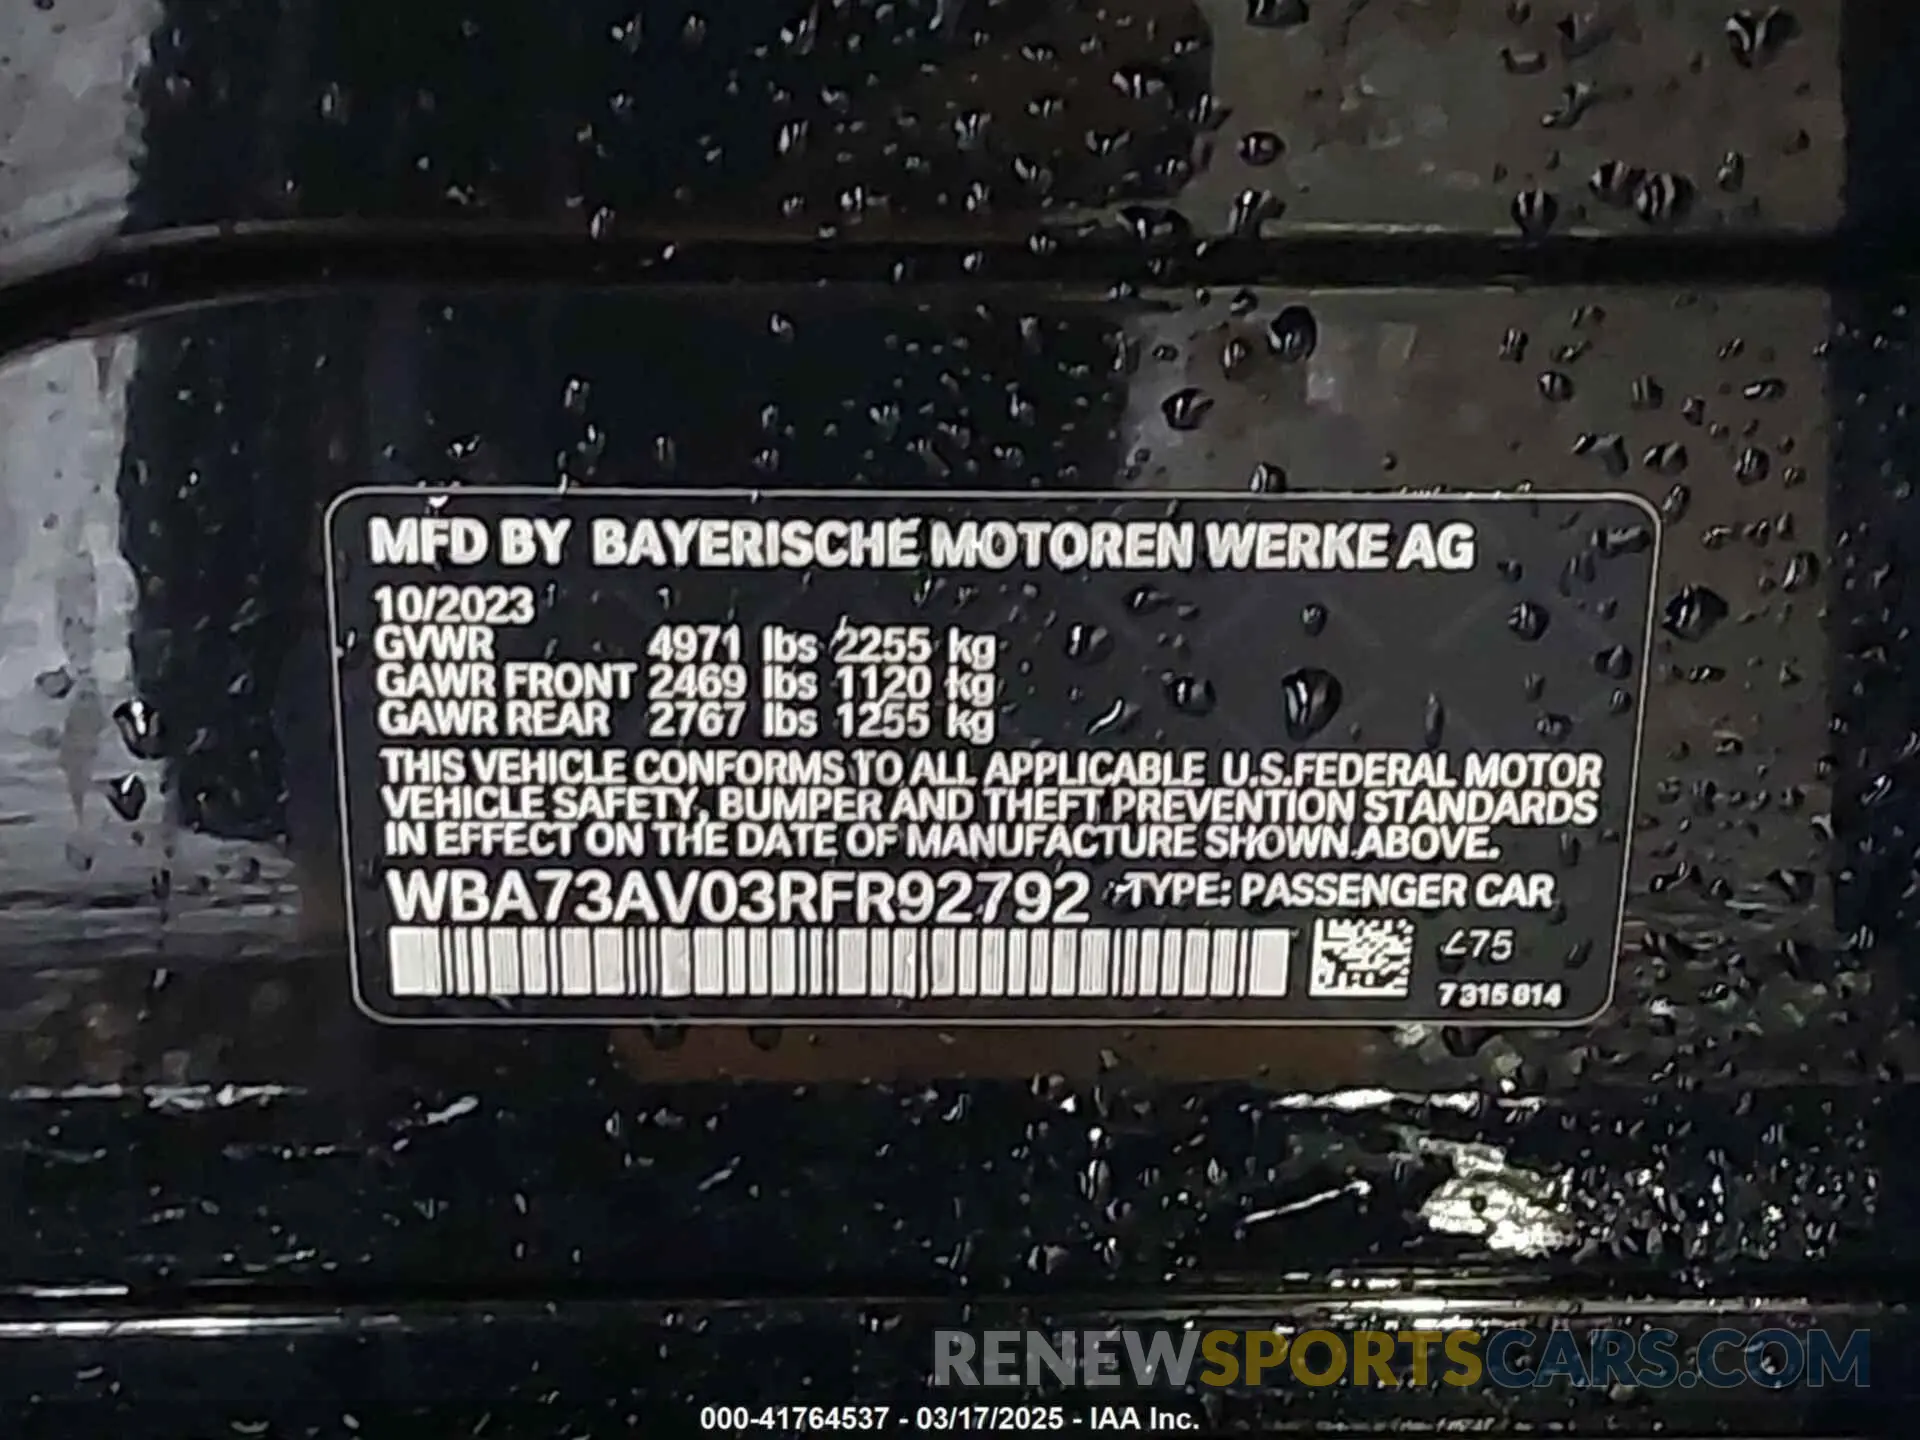 MFD BY BAYERISCHE MOTOREN WERKE AG
10/2023
GVWR 4971 lbs 2255 kg
GAWR FRONT 2469 lbs 1120 kg
GAWR REAR 2767 lbs 1255 kg
THIS VEHICLE CONFORMS TO ALL APPLICABLE U.S.FEDERAL MOTOR
VEHICLE SAFETY, BUMPER AND THEFT PREVENTION STANDARDS
IN EFFECT ON THE DATE OF MANUFACTURE SHOWN ABOVE.
WBA73AV03RFR92792 TYPE: PASSENGER CAR
475
7315814
RENEWSPORTSCARS.COM
000-41764537 - 03/17/2025 - IAA Inc.